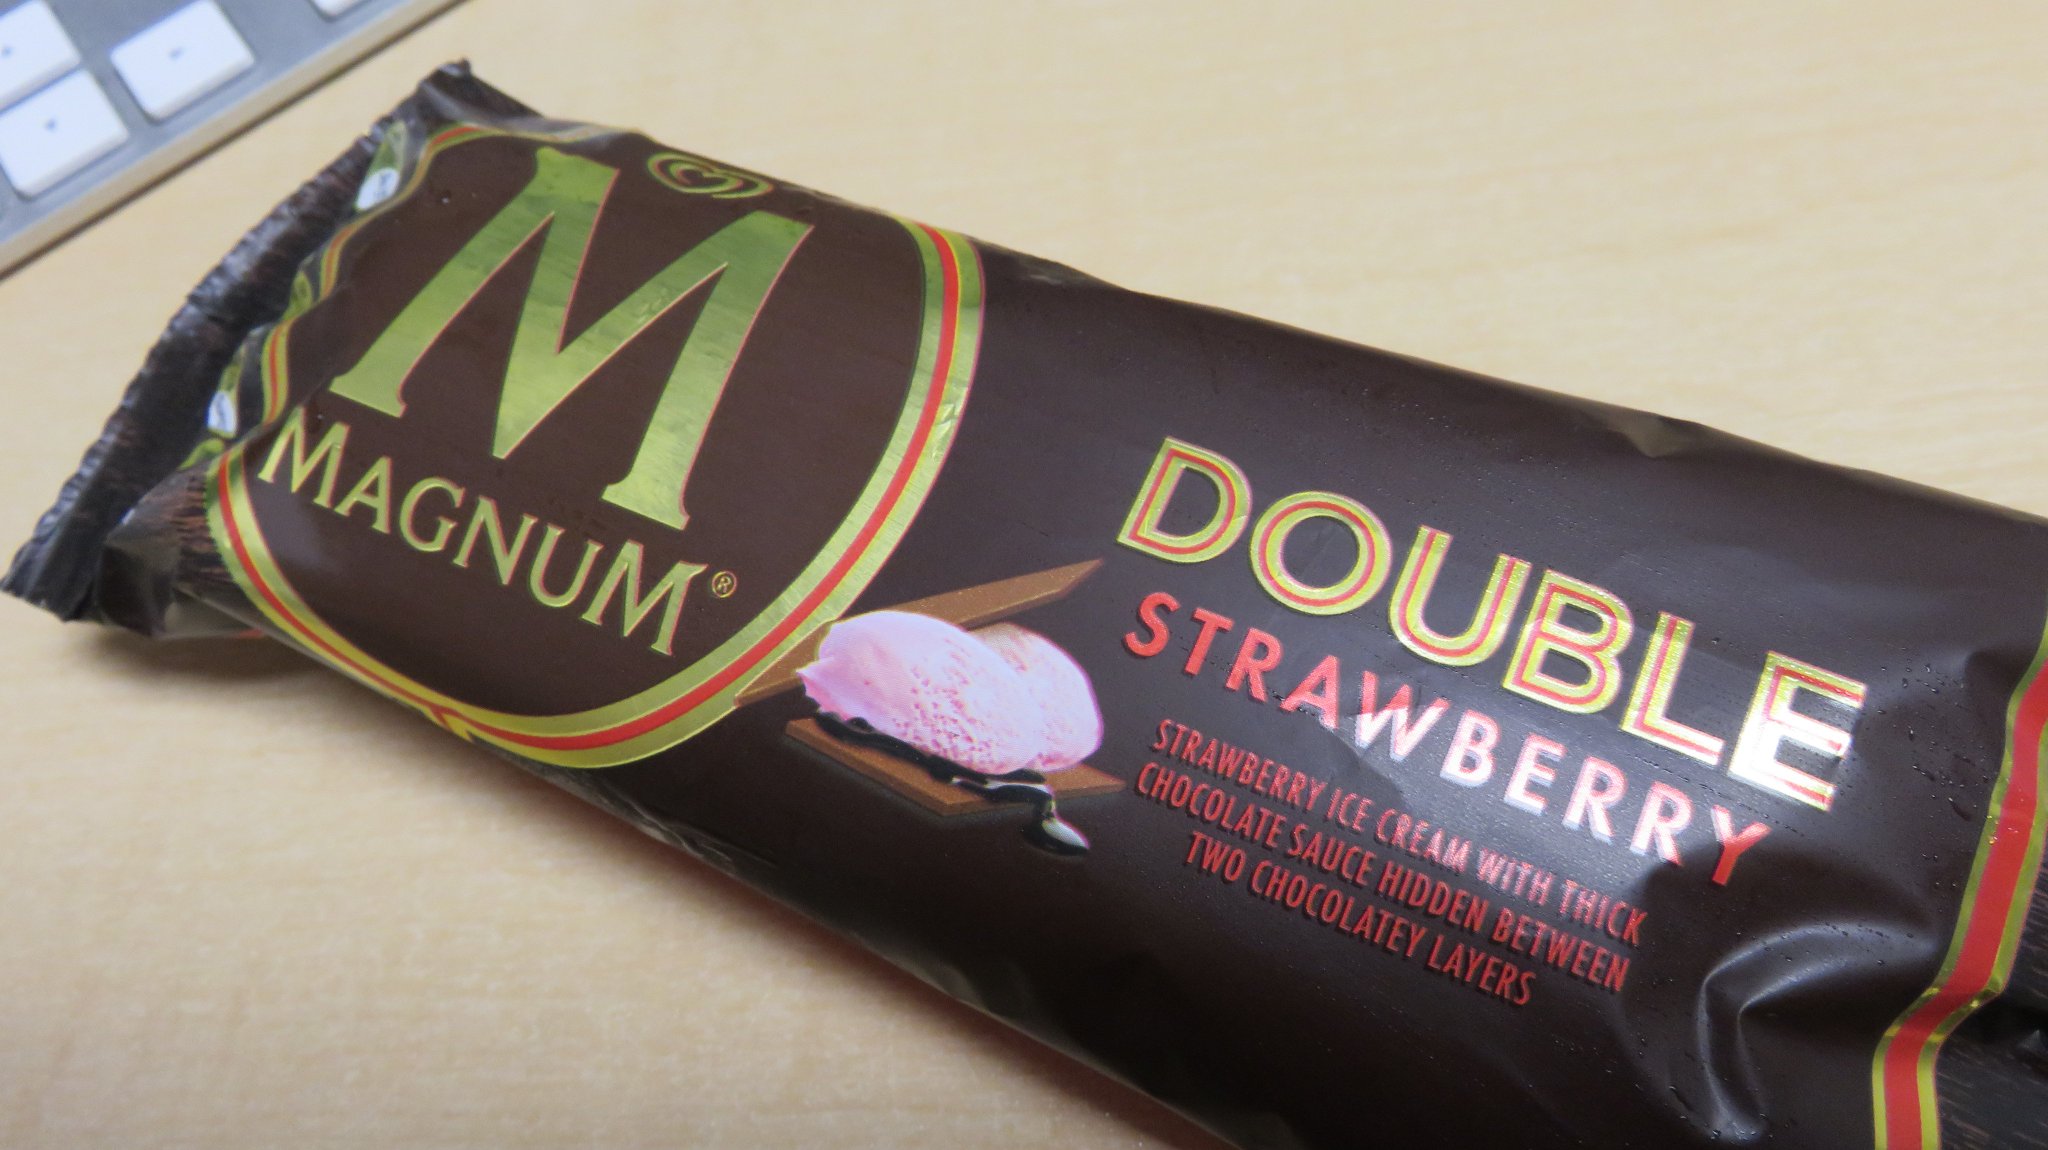 M
MAGNUM®
DOUBLE
STRAWBERRY
STRAWBERRY ICE CREAM WITH THICK
CHOCOLATE SAUCE HIDDEN BETWEEN
TWO CHOCOLATEY LAYERS